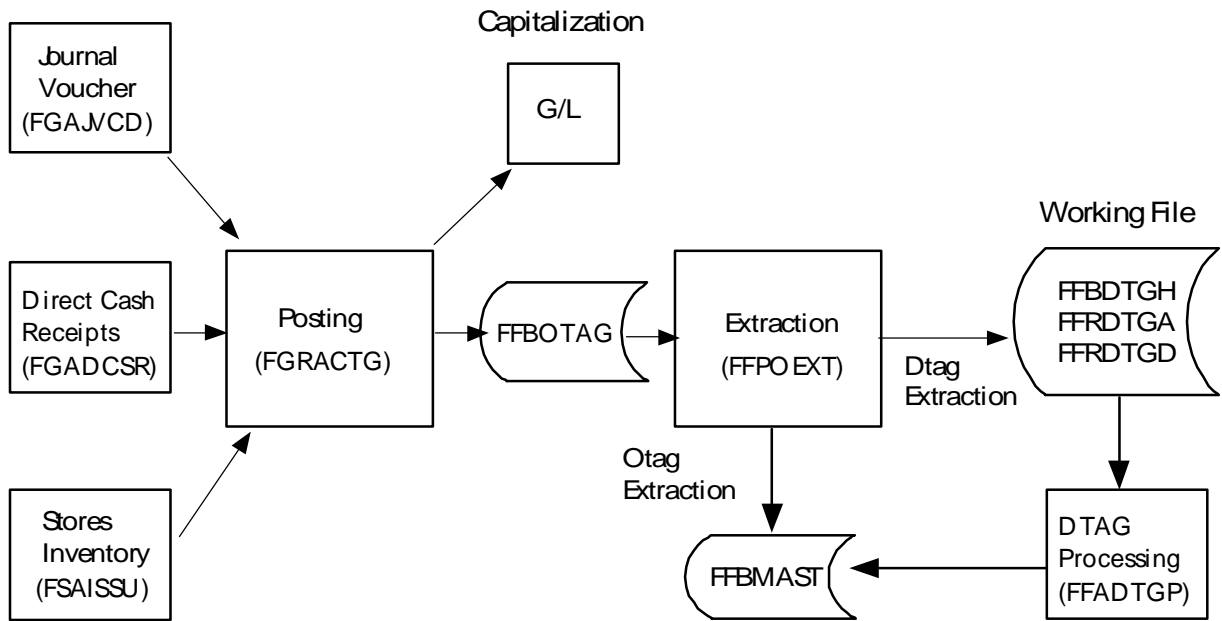 Capitalization
Journal
Voucher
(FGAJVCD)
G/L
Working File
Direct Cash
Receipts
(FGADCSR)
Posting
(FGRACTG)
FFBOTAG
Extraction
(FFPOEXT)
Dtag
Extraction
FFBDTGH
FFRDTGA
FFRDTGD
Otag
Extraction
Stores
Inventory
(FSAISSU)
FFBMAST
DTAG
Processing
(FFADTGP)